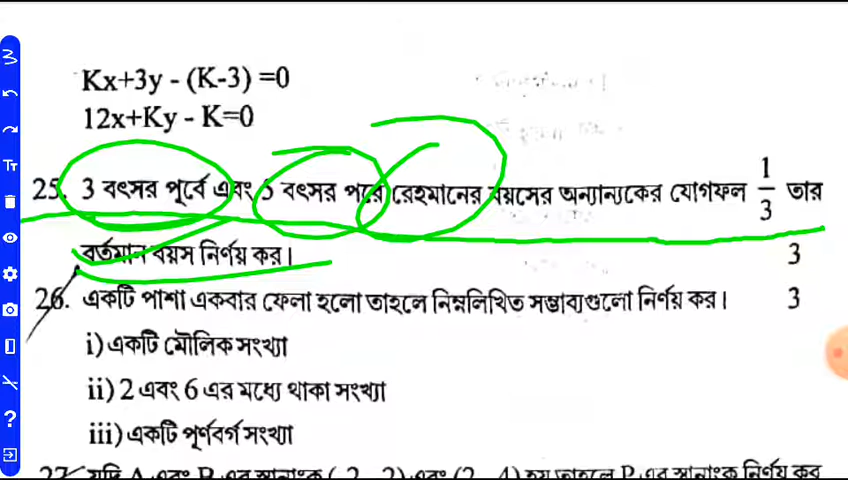 Kx+3y - (K-3) =0
12x+Ky - K=0
25. 3 বৎসর পূর্বে এবং 5 বৎসর পরে রেহমানের বয়সের অন্যান্যকের যোগফল 1/3 তার
বর্তমান বয়স নির্ণয় কর। 3
26. একটি পাশা একবার ফেলা হলো তাহলে নিম্নলিখিত সম্ভাব্যগুলো নির্ণয় কর। 3
i) একটি মৌলিক সংখ্যা
ii) 2 এবং 6 এর মধ্যে থাকা সংখ্যা
iii) একটি পূর্ণবর্গ সংখ্যা